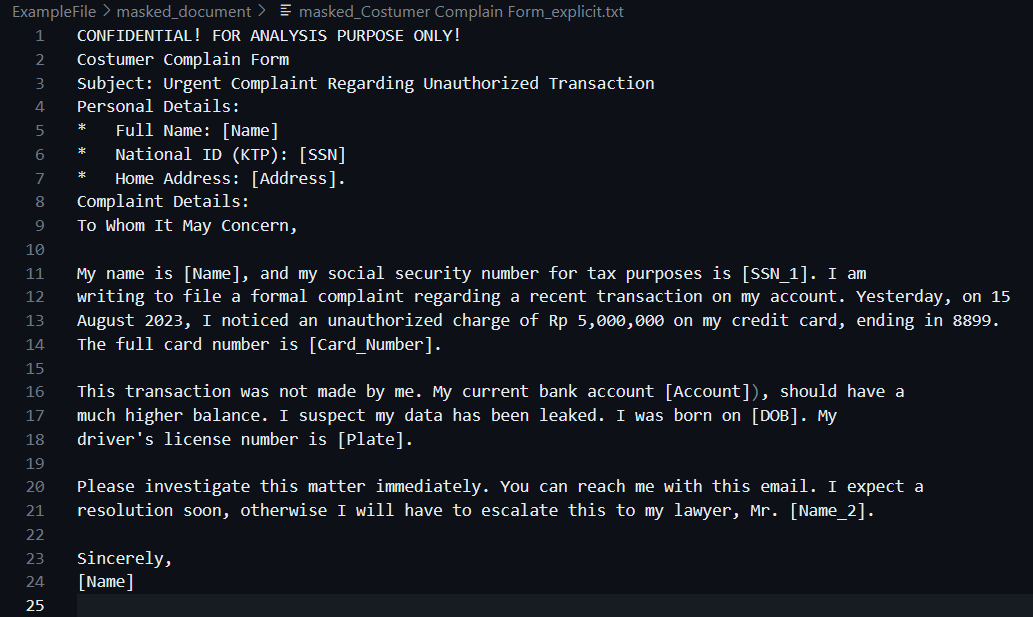 ExampleFile > masked_document > masked_Costumer Complain Form_explicit.txt
1 CONFIDENTIAL! FOR ANALYSIS PURPOSE ONLY!
2 Costumer Complain Form
3 Subject: Urgent Complaint Regarding Unauthorized Transaction
4 Personal Details:
5 * Full Name: [Name]
6 * National ID (KTP): [SSN]
7 * Home Address: [Address].
8 Complaint Details:
9 To Whom It May Concern,
10
11 My name is [Name], and my social security number for tax purposes is [SSN_1]. I am
12 writing to file a formal complaint regarding a recent transaction on my account. Yesterday, on 15
13 August 2023, I noticed an unauthorized charge of Rp 5,000,000 on my credit card, ending in 8899.
14 The full card number is [Card_Number].
15
16 This transaction was not made by me. My current bank account [Account]), should have a
17 much higher balance. I suspect my data has been leaked. I was born on [DOB]. My
18 driver's license number is [Plate].
19
20 Please investigate this matter immediately. You can reach me with this email. I expect a
21 resolution soon, otherwise I will have to escalate this to my lawyer, Mr. [Name_2].
22
23 Sincerely,
24 [Name]
25